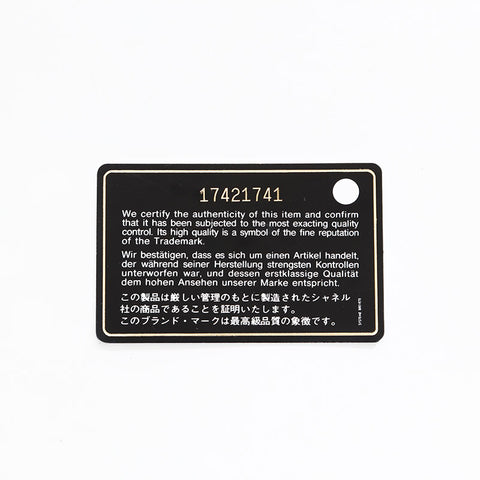 17421741
We certify the authenticity of this item and confirm
that it has been subjected to the most exacting quality
control. Its high quality is a symbol of the fine reputation
of the Trademark.
Wir bestätigen, dass es sich um einen Artikel handelt,
der während seiner Herstellung strengsten Kontrollen
unterworfen war, und dessen erstklassige Qualität
dem hohen Ansehen unserer Marke entspricht.
この製品は厳しい管理のもとに製造されたシャネル
社の商品であることを証明いたします。
このブランド・マークは最高級品質の象徴です。